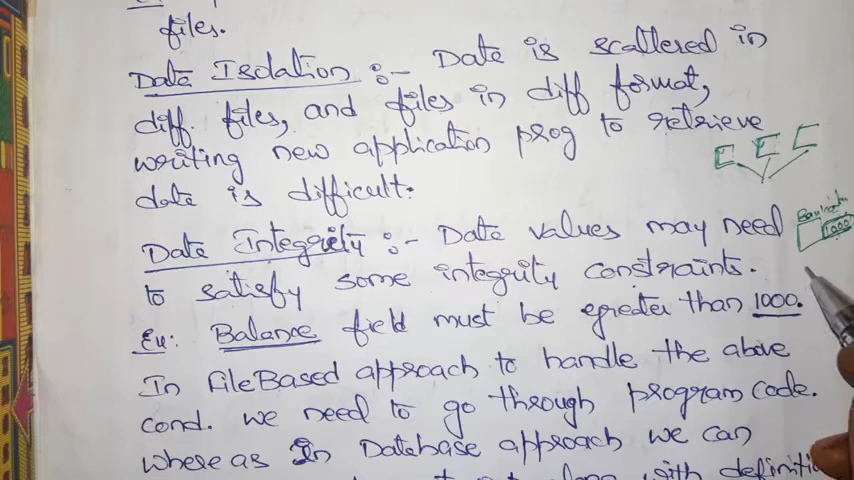 files.
Data Isolation :- Data is scattered in
diff. files, and files in diff format,
writing new application prog to retrieve
data is difficult.
Data Integrity :- Data values may need
1000
to satisfy some integrity constraints.
Ex: Balance field must be greater than 1000.
In FileBased approach to handle the above
cond. we need to go through program code.
where as In Database approach we can
along with